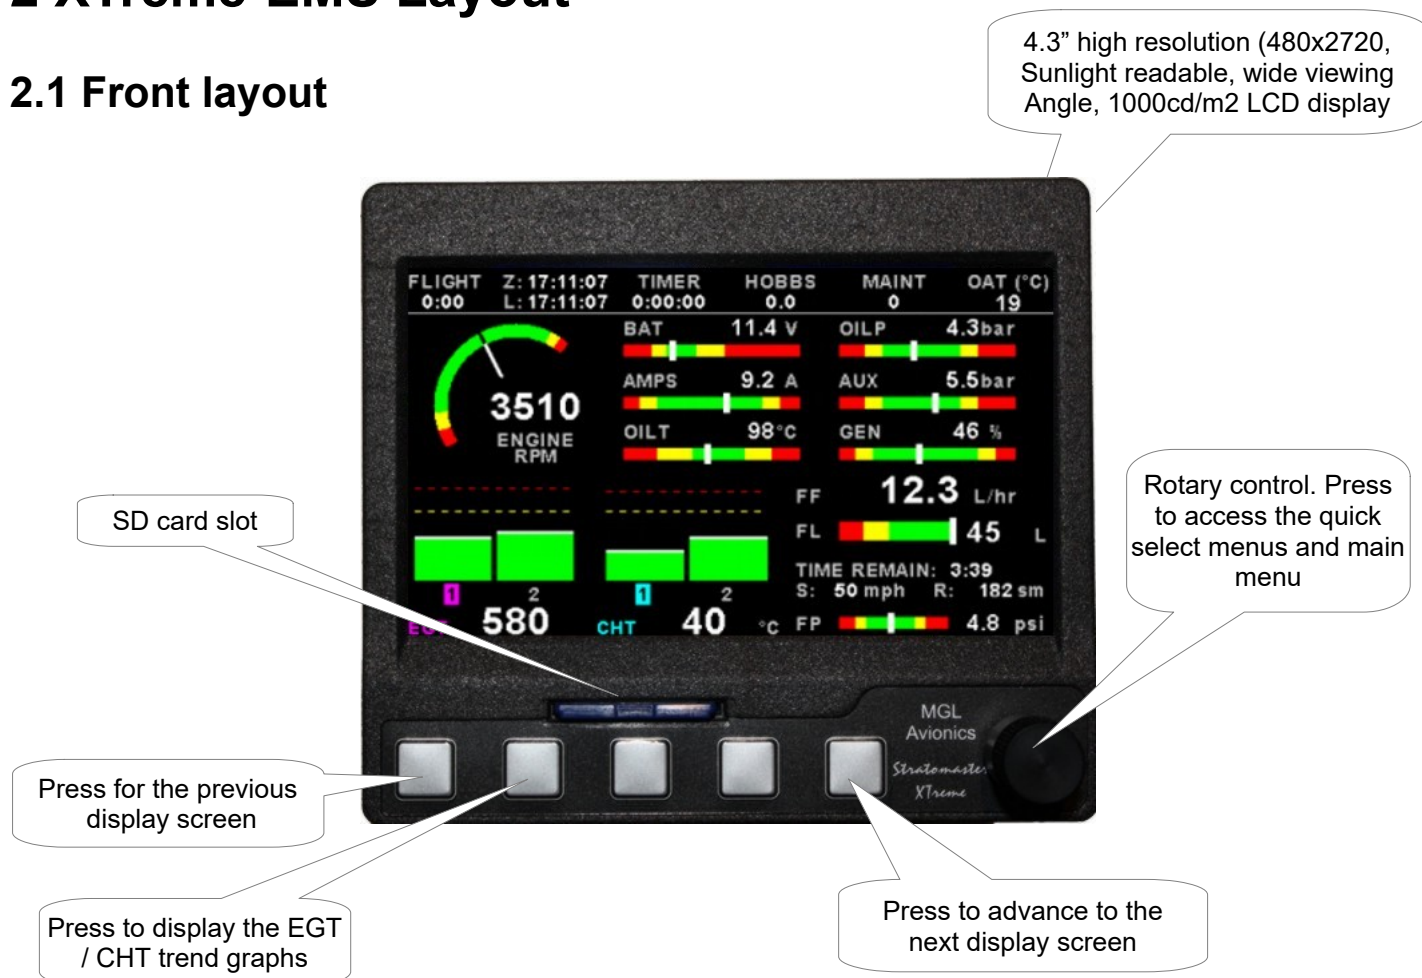 2 XTreme EMS Layout
2.1 Front layout
4.3” high resolution (480x2720,
Sunlight readable, wide viewing
Angle, 1000cd/m2 LCD display
FLIGHT Z: 17:11:07 TIMER HOBBS MAINT OAT (°C)
0:00 L: 17:11:07 0:00:00 0.0 0 19
BAT 11.4 V OILP 4.3bar
AMPS 9.2 A AUX 5.5bar
3510
ENGINE
RPM
OILT 98°C GEN 46 %
FF 12.3 L/hr
FL 45 L
TIME REMAIN: 3:39
S: 50 mph R: 182 sm
1 2 1 2
EGT 580 CHT 40 °C FP 4.8 psi
SD card slot
Rotary control. Press
to access the quick
select menus and main
menu
MGL
Avionics
Stratomaster
XTreme
Press for the previous
display screen
Press to display the EGT
/ CHT trend graphs
Press to advance to the
next display screen